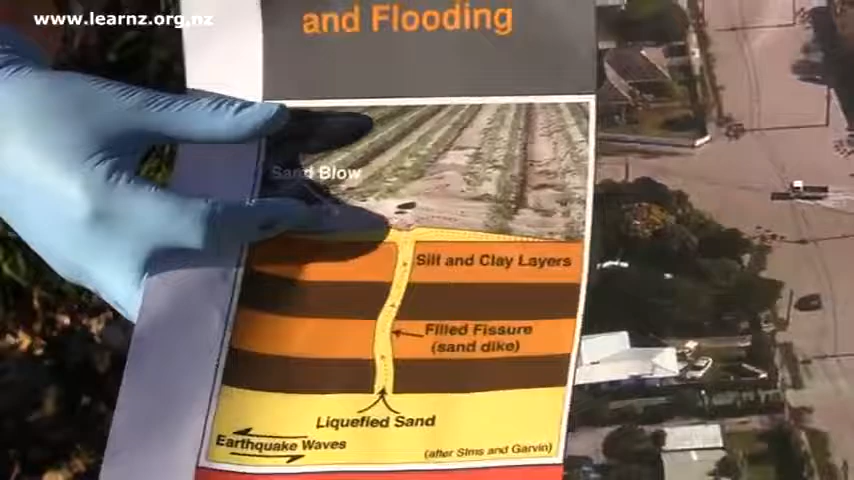 www.learnz.org.nz
and Flooding
Sand Blow
Silt and Clay Layers
Filled Fissure
(sand dike)
Liquefied Sand
Earthquake Waves
(after Sims and Garvin)